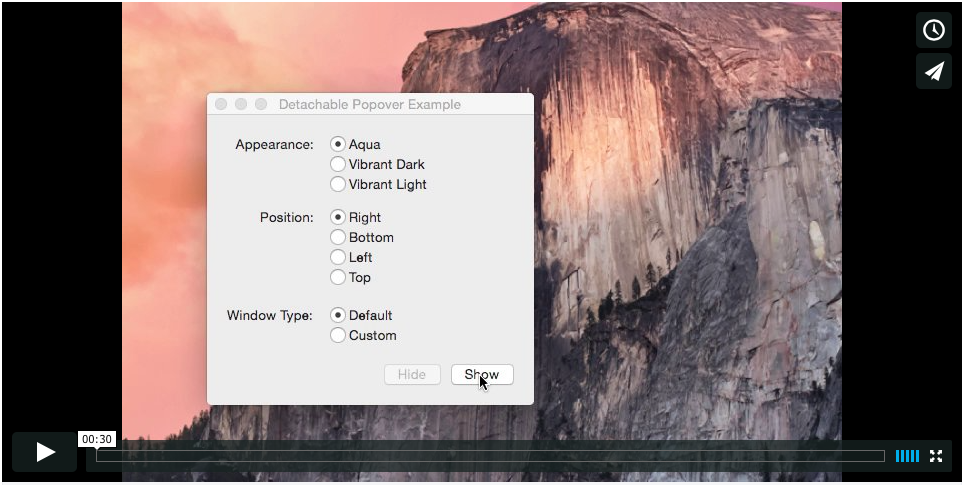 Detachable Popover Example
Appearance: Aqua
Vibrant Dark
Vibrant Light
Position: Right
Bottom
Left
Top
Window Type: Default
Custom
Hide Show
00:30